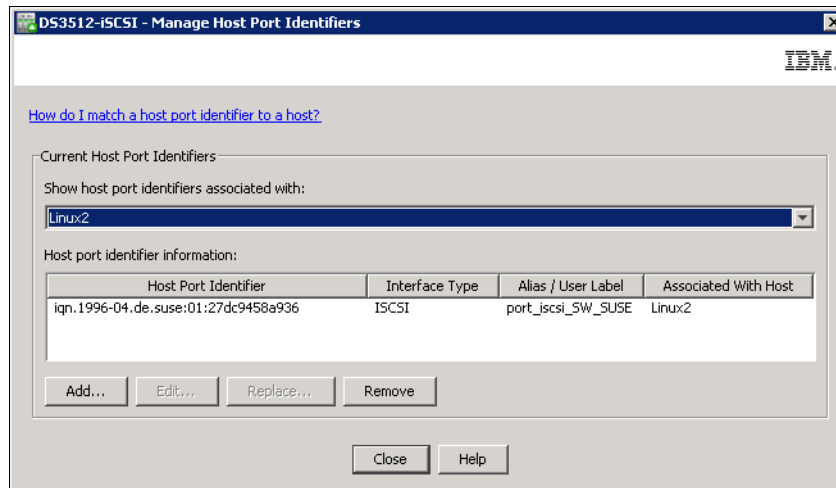 DS3512-iSCSI - Manage Host Port Identifiers
IBM.
How do I match a host port identifier to a host?
Current Host Port Identifiers
Show host port identifiers associated with:
Linux2
Host port identifier information:
Host Port Identifier Interface Type Alias / User Label Associated With Host
iqn.1996-04.de.suse:01:27dc9458a936 ISCSI port_iscsi_SW_SUSE Linux2
Add... Edit... Replace... Remove
Close Help